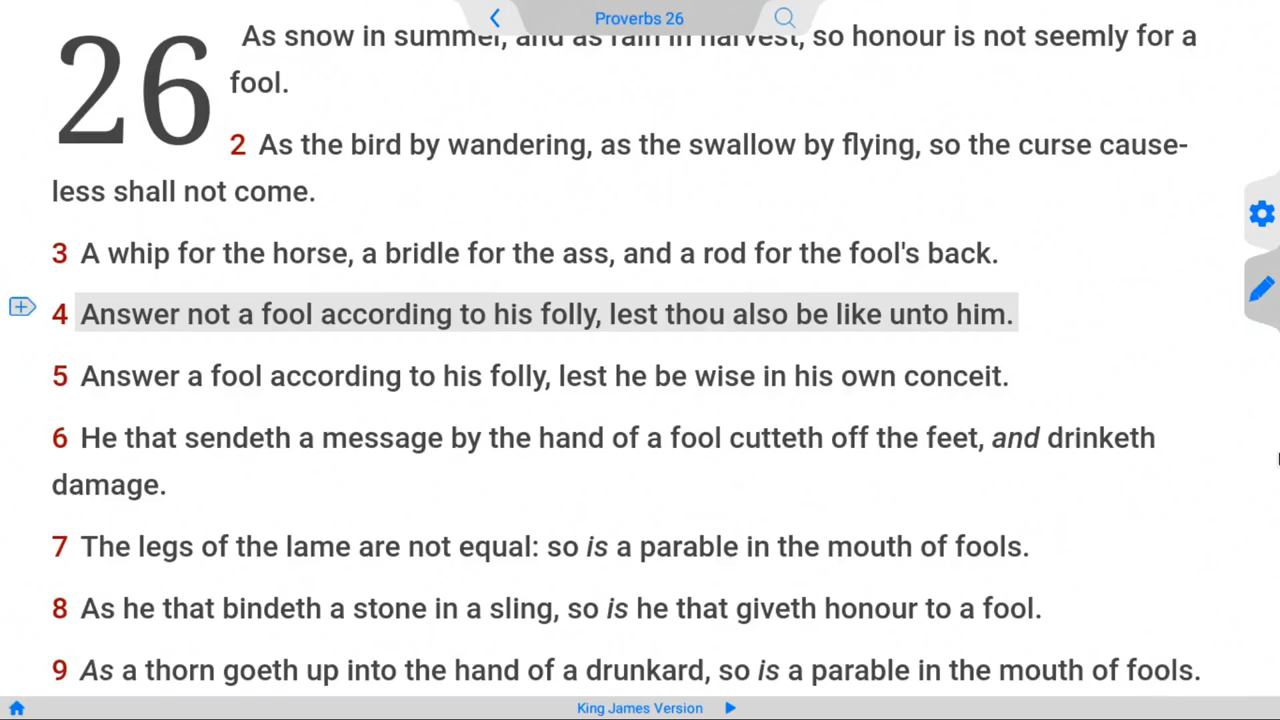 Proverbs 26
26 As snow in summer, and as rain in harvest, so honour is not seemly for a
fool.
2 As the bird by wandering, as the swallow by flying, so the curse cause-
less shall not come.
3 A whip for the horse, a bridle for the ass, and a rod for the fool's back.
4 Answer not a fool according to his folly, lest thou also be like unto him.
5 Answer a fool according to his folly, lest he be wise in his own conceit.
6 He that sendeth a message by the hand of a fool cutteth off the feet, and drinketh
damage.
7 The legs of the lame are not equal: so is a parable in the mouth of fools.
8 As he that bindeth a stone in a sling, so is he that giveth honour to a fool.
9 As a thorn goeth up into the hand of a drunkard, so is a parable in the mouth of fools.
King James Version